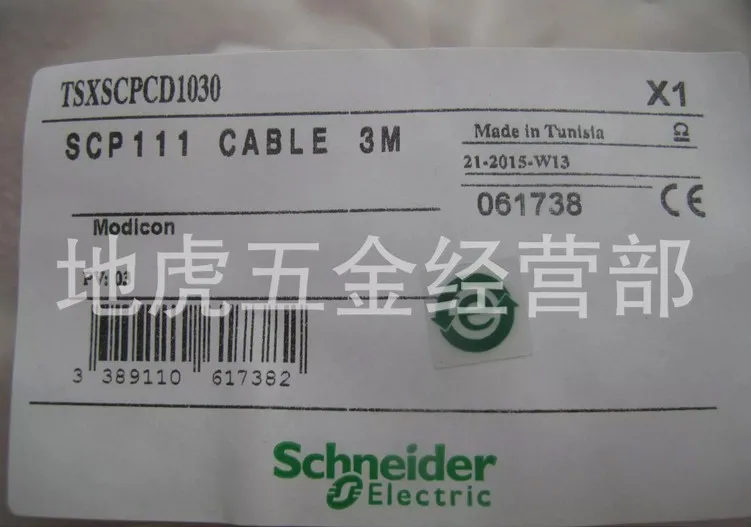 TSXSCPCD1030
X1
SCP111 CABLE 3M
Made in Tunisia
Ω
21-2015-W13
061738
CE
Modicon
地虎五金经营部
3 389110 617382
Schneider
Electric